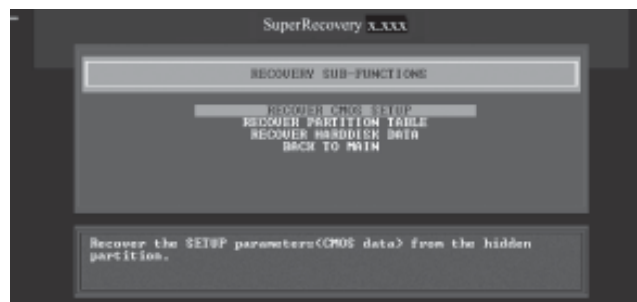 SuperRecovery x.xxx
RECOVERY SUB-FUNCTIONS
RECOVER CMOS SETUP
RECOVER PARTITION TABLE
RECOVER HARDDISK DATA
BACK TO MAIN
Recover the SETUP parameters<CMOS data> from the hidden
partition.